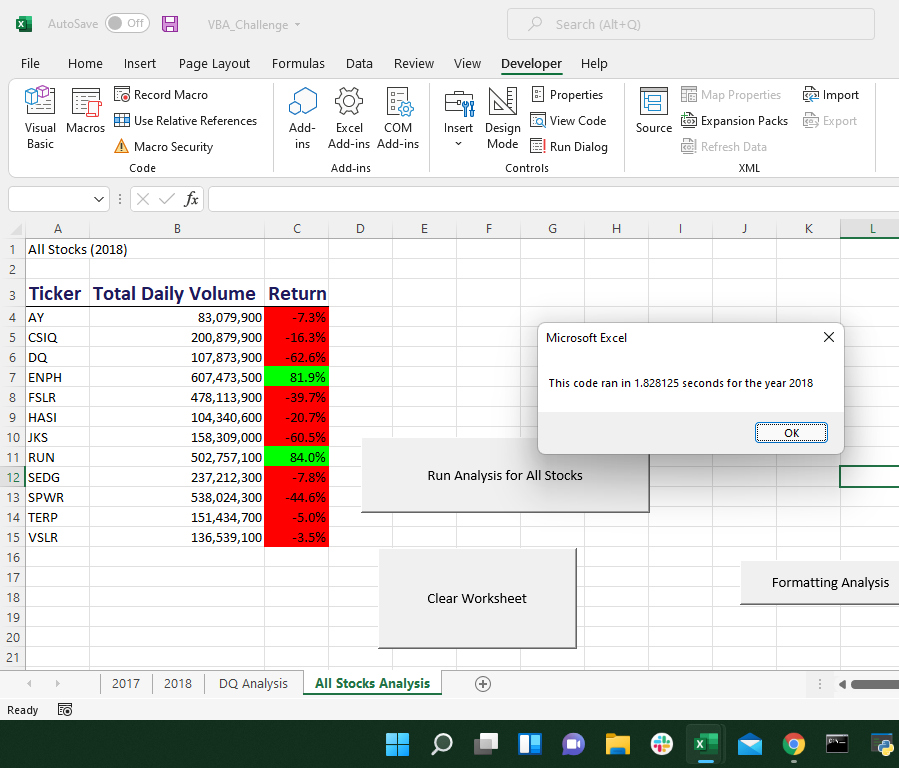 AutoSave Off VBA_Challenge Search (Alt+Q)
File Home Insert Page Layout Formulas Data Review View Developer Help
Visual Basic
Macros
Record Macro
Use Relative References
Macro Security
Code
Add-ins
Excel Add-ins
COM Add-ins
Add-ins
Insert
Design Mode
Properties
View Code
Run Dialog
Controls
Source
Map Properties
Expansion Packs
Refresh Data
Import
Export
XML
fx
A B C D E F G H I J K L
1 All Stocks (2018)
2
3 Ticker Total Daily Volume Return
4 AY 83,079,900 -7.3%
5 CSIQ 200,879,900 -16.3%
6 DQ 107,873,900 -62.6%
7 ENPH 607,473,500 81.9%
8 FSLR 478,113,900 -39.7%
9 HASI 104,340,600 -20.7%
10 JKS 158,309,000 -60.5%
11 RUN 502,757,100 84.0%
12 SEDG 237,212,300 -7.8%
13 SPWR 538,024,300 -44.6%
14 TERP 151,434,700 -5.0%
15 VSLR 136,539,100 -3.5%
16
17
18
19
20
21
Microsoft Excel
This code ran in 1.828125 seconds for the year 2018
OK
Run Analysis for All Stocks
Clear Worksheet
Formatting Analysis
2017 2018 DQ Analysis All Stocks Analysis
Ready